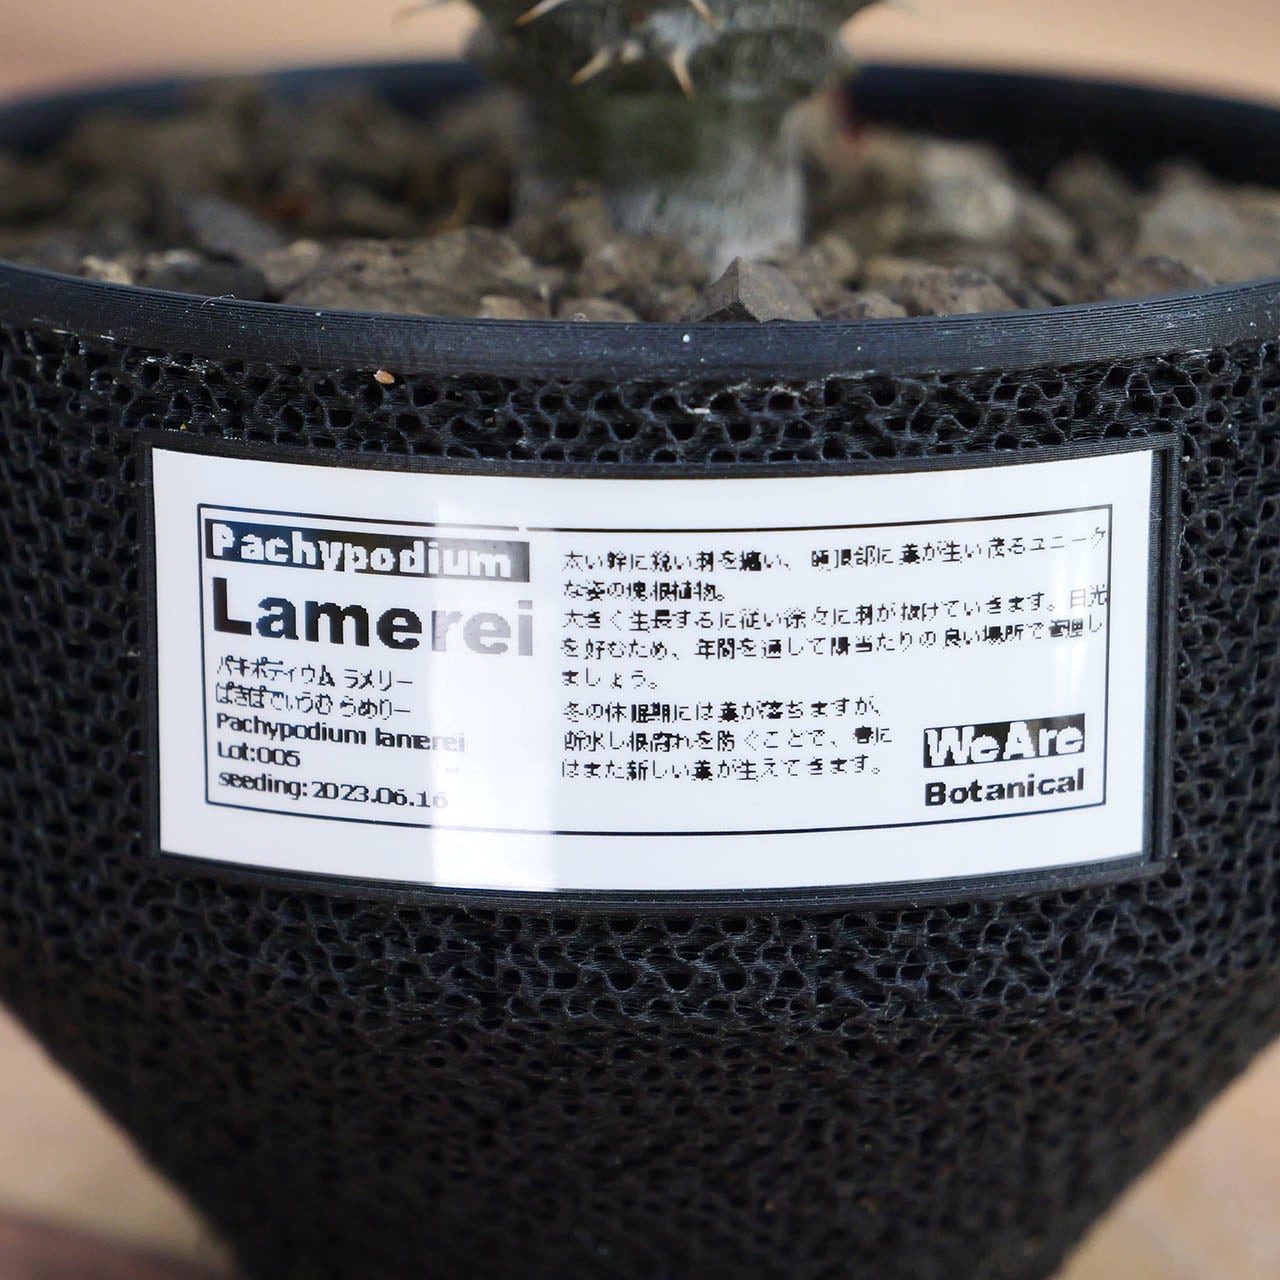 Pachypodium
Lamerei
パキポディウム ラメリー
ぱきぽでぃうむ らめりー
Pachypodium lamerei
Lot:005
seeding:2023.06.16
太い幹に鋭い刺を纏い、頭頂部に葉が生い茂るユニーク
な姿の塊根植物。
大きく生長するに従い徐々に刺が抜けていきます。日光
を好むため、年間を通して陽当たりの良い場所で管理し
ましょう。
冬の休眠期には葉が落ちますが、
断水し根腐れを防ぐことで、春に
はまた新しい葉が生えてきます。
WeAre
Botanical